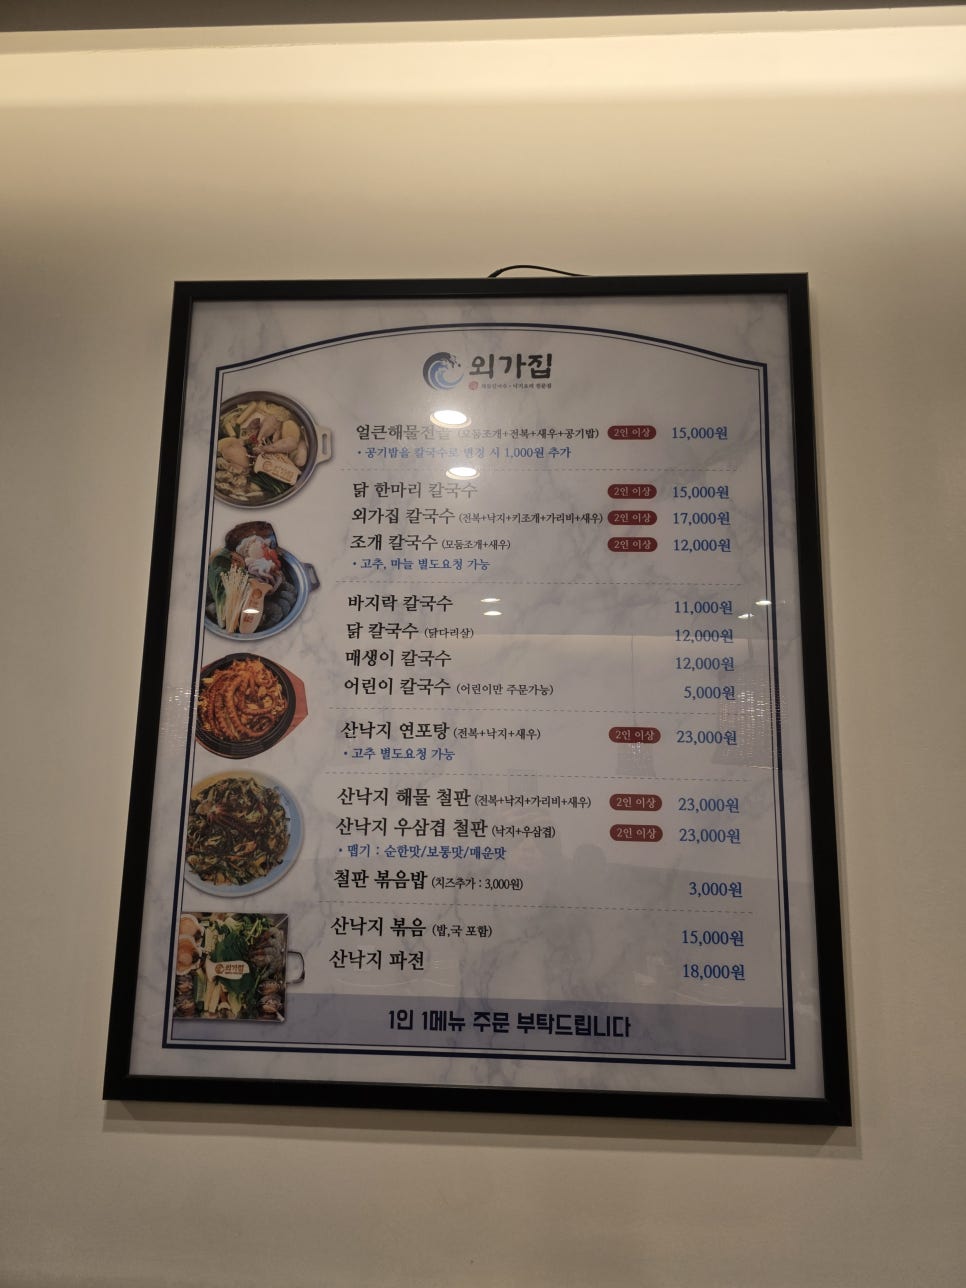 외가집
해물칼국수 · 낙지요리 전문점
얼큰해물전골 (모둠조개+전복+새우+공기밥) 2인 이상 15,000원
• 공기밥을 칼국수로 변경 시 1,000원 추가
닭 한마리 칼국수 2인 이상 15,000원
외가집 칼국수 (전복+낙지+키조개+가리비+새우) 2인 이상 17,000원
조개 칼국수 (모둠조개+새우) 2인 이상 12,000원
• 고추, 마늘 별도요청 가능
바지락 칼국수 11,000원
닭 칼국수 (닭다리살) 12,000원
매생이 칼국수 12,000원
어린이 칼국수 (어린이만 주문가능) 5,000원
산낙지 연포탕 (전복+낙지+새우) 2인 이상 23,000원
• 고추 별도요청 가능
산낙지 해물 철판 (전복+낙지+가리비+새우) 2인 이상 23,000원
산낙지 우삼겹 철판 (낙지+우삼겹) 2인 이상 23,000원
• 맵기 : 순한맛/보통맛/매운맛
철판 볶음밥 (치즈추가 : 3,000원) 3,000원
산낙지 볶음 (밥,국 포함) 15,000원
산낙지 파전 18,000원
외가집
1인 1메뉴 주문 부탁드립니다